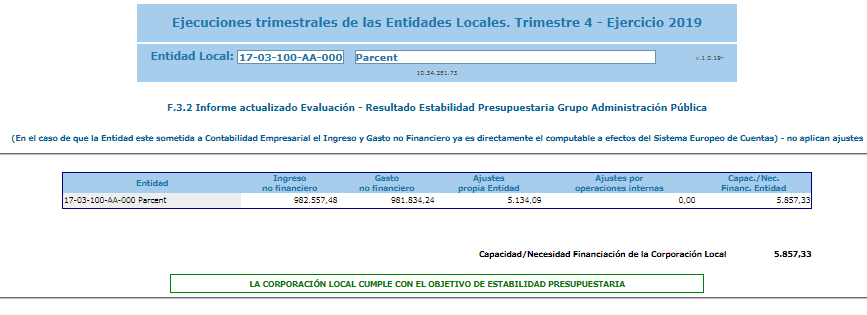 Ejecuciones trimestrales de las Entidades Locales. Trimestre 4 - Ejercicio 2019
Entidad Local: 17-03-100-AA-000 Parcent v.1.0.19-
10.34.251.73
F.3.2 Informe actualizado Evaluación - Resultado Estabilidad Presupuestaria Grupo Administración Pública
(En el caso de que la Entidad este sometida a Contabilidad Empresarial el Ingreso y Gasto no Financiero ya es directamente el computable a efectos del Sistema Europeo de Cuentas) - no aplican ajustes
Entidad Ingreso no financiero Gasto no financiero Ajustes propia Entidad Ajustes por operaciones internas Capac./Nec. Financ. Entidad
17-03-100-AA-000 Parcent 982.557,48 981.834,24 5.134,09 0,00 5.857,33
Capacidad/Necesidad Financiación de la Corporación Local 5.857,33
LA CORPORACIÓN LOCAL CUMPLE CON EL OBJETIVO DE ESTABILIDAD PRESUPUESTARIA